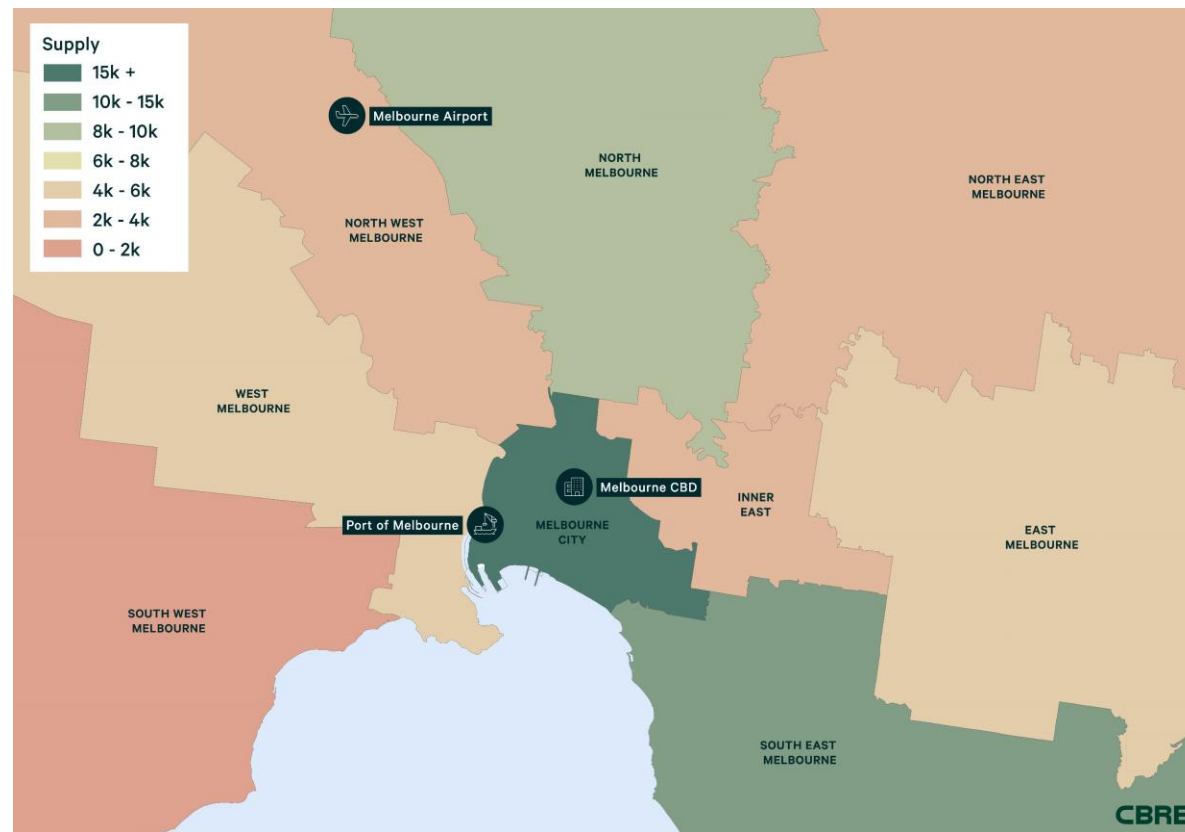 Supply
15k +
10k - 15k
8k - 10k
6k - 8k
4k - 6k
2k - 4k
0 - 2k
Melbourne Airport
NORTH
MELBOURNE
NORTH EAST
MELBOURNE
NORTH WEST
MELBOURNE
WEST
MELBOURNE
Melbourne CBD
INNER
EAST
Port of Melbourne
MELBOURNE
CITY
EAST
MELBOURNE
SOUTH WEST
MELBOURNE
SOUTH EAST
MELBOURNE
CBRE